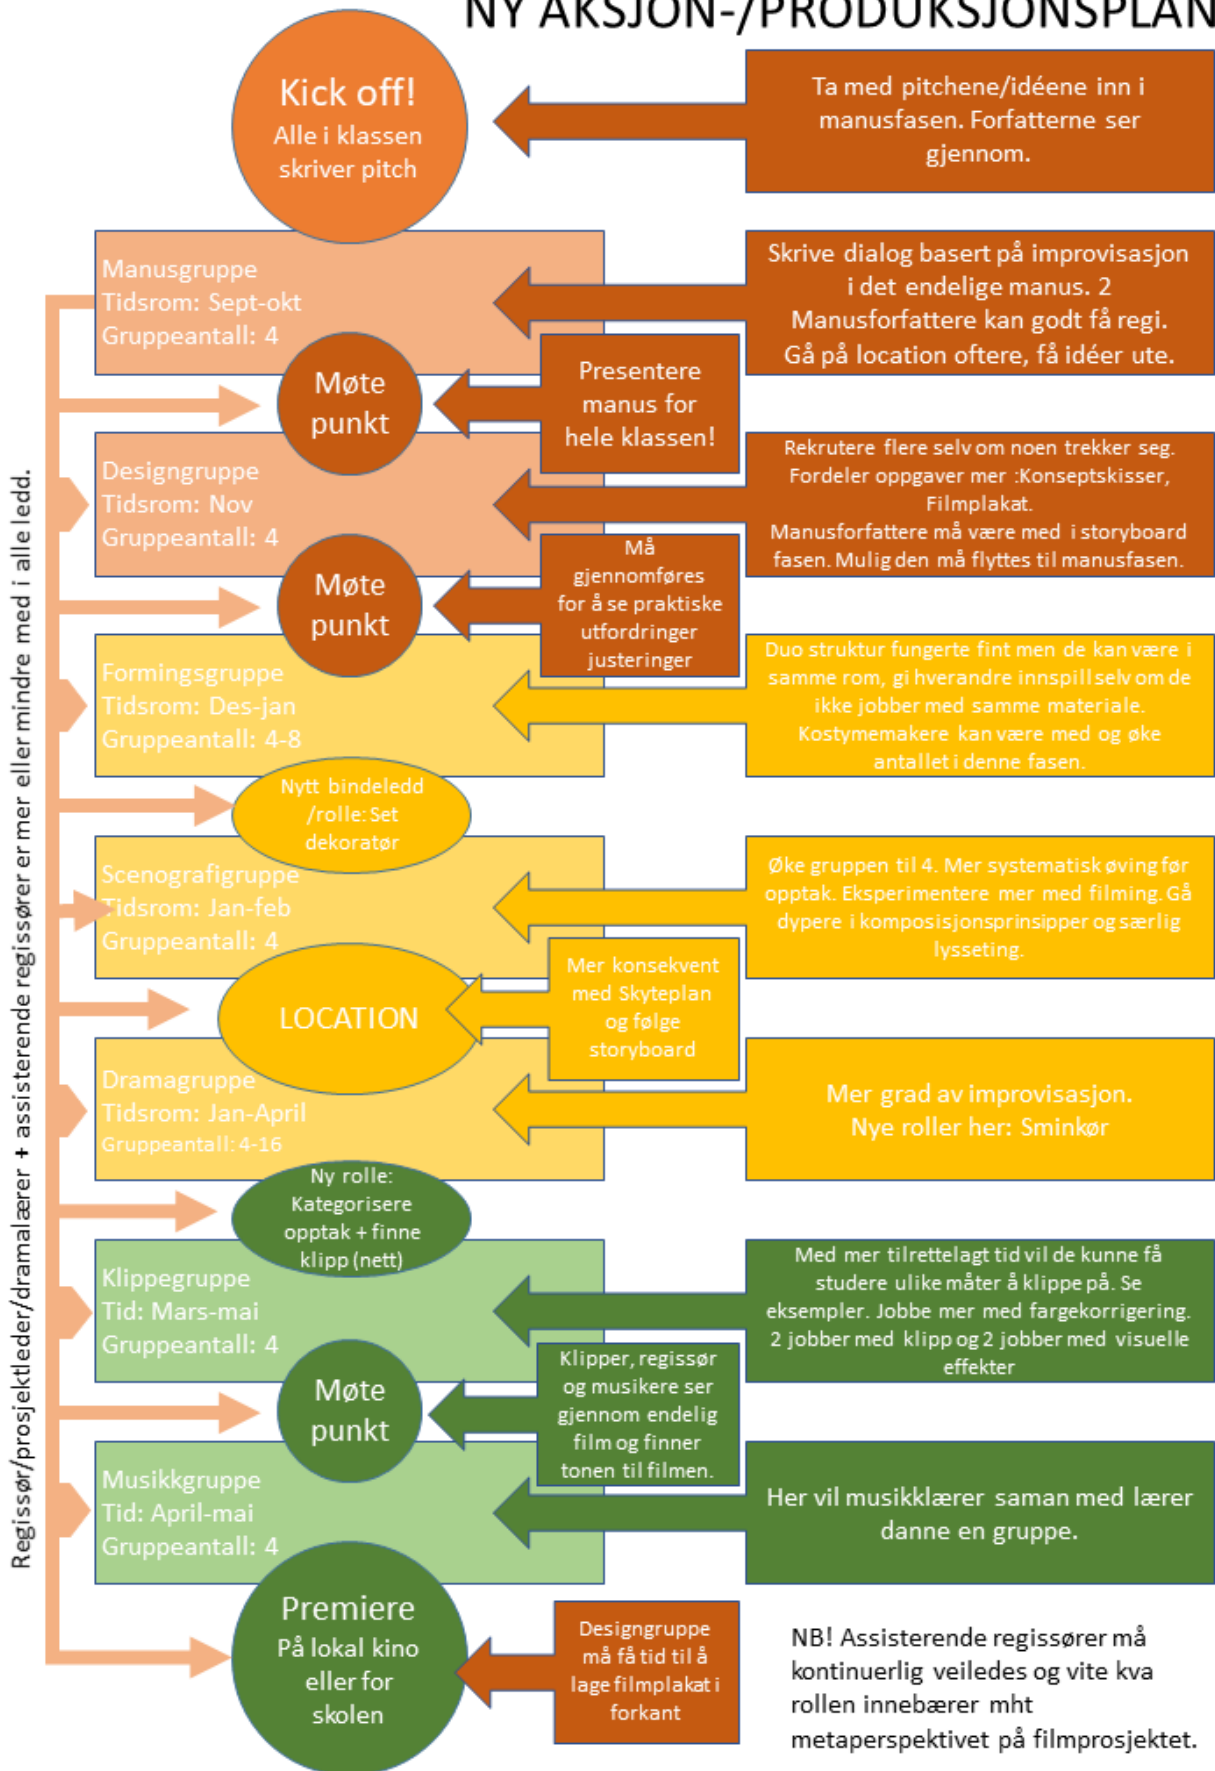 NY AKSJON-/PRODUKSJONSPLAN
Kick off!
Alle i klassen
skriver pitch
Ta med pitchene/idéene inn i
manusfasen. Forfatterne ser
gjennom.
Manusgruppe
Tidsrom: Sept-okt
Gruppeantall: 4
Skrive dialog basert på improvisasjon
i det endelige manus. 2
Manusforfattere kan godt få regi.
Gå på location oftere, få idéer ute.
Møte
punkt
Presentere
manus for
hele klassen!
Designgruppe
Tidsrom: Nov
Gruppeantall: 4
Rekrutere flere selv om noen trekker seg.
Fordeler oppgaver mer :Konseptskisser,
Filmplakat.
Manusforfattere må være med i storyboard
fasen. Mulig den må flyttes til manusfasen.
Møte
punkt
Må
gjennomføres
for å se praktiske
utfordringer
justeringer
Formingsgruppe
Tidsrom: Des-jan
Gruppeantall: 4-8
Duo struktur fungerte fint men de kan være i
samme rom, gi hverandre innspill selv om de
ikke jobber med samme materiale.
Kostymemakere kan være med og øke
antallet i denne fasen.
Nytt bindeledd
/rolle: Set
dekoratør
Scenografigruppe
Tidsrom: Jan-feb
Gruppeantall: 4
Øke gruppen til 4. Mer systematisk øving før
opptak. Eksperimentere mer med filming. Gå
dypere i komposisjonsprinsipper og særlig
lyssetting.
LOCATION
Mer konsekvent
med Skyteplan
og følge
storyboard
Dramagruppe
Tidsrom: Jan-April
Gruppeantall: 4-16
Mer grad av improvisasjon.
Nye roller her: Sminkør
Ny rolle:
Kategorisere
opptak + finne
klipp (nett)
Klippegruppe
Tid: Mars-mai
Gruppeantall: 4
Med mer tilrettelagt tid vil de kunne få
studere ulike måter å klippe på. Se
eksempler. Jobbe mer med fargekorrigering.
2 jobber med klipp og 2 jobber med visuelle
effekter
Møte
punkt
Klipper, regissør
og musikere ser
gjennom endelig
film og finner
tonen til filmen.
Musikkgruppe
Tid: April-mai
Gruppeantall: 4
Her vil musikklærer saman med lærer
danne en gruppe.
Premiere
På lokal kino
eller for
skolen
Designgruppe
må få tid til å
lage filmplakat i
forkant
NB! Assisterende regissører må
kontinuerlig veiledes og vite kva
rollen innebærer mht
metaperspektivet på filmprosjektet.
Regissør/prosjektleder/dramalærer + assisterende regissører er mer eller mindre med i alle ledd.